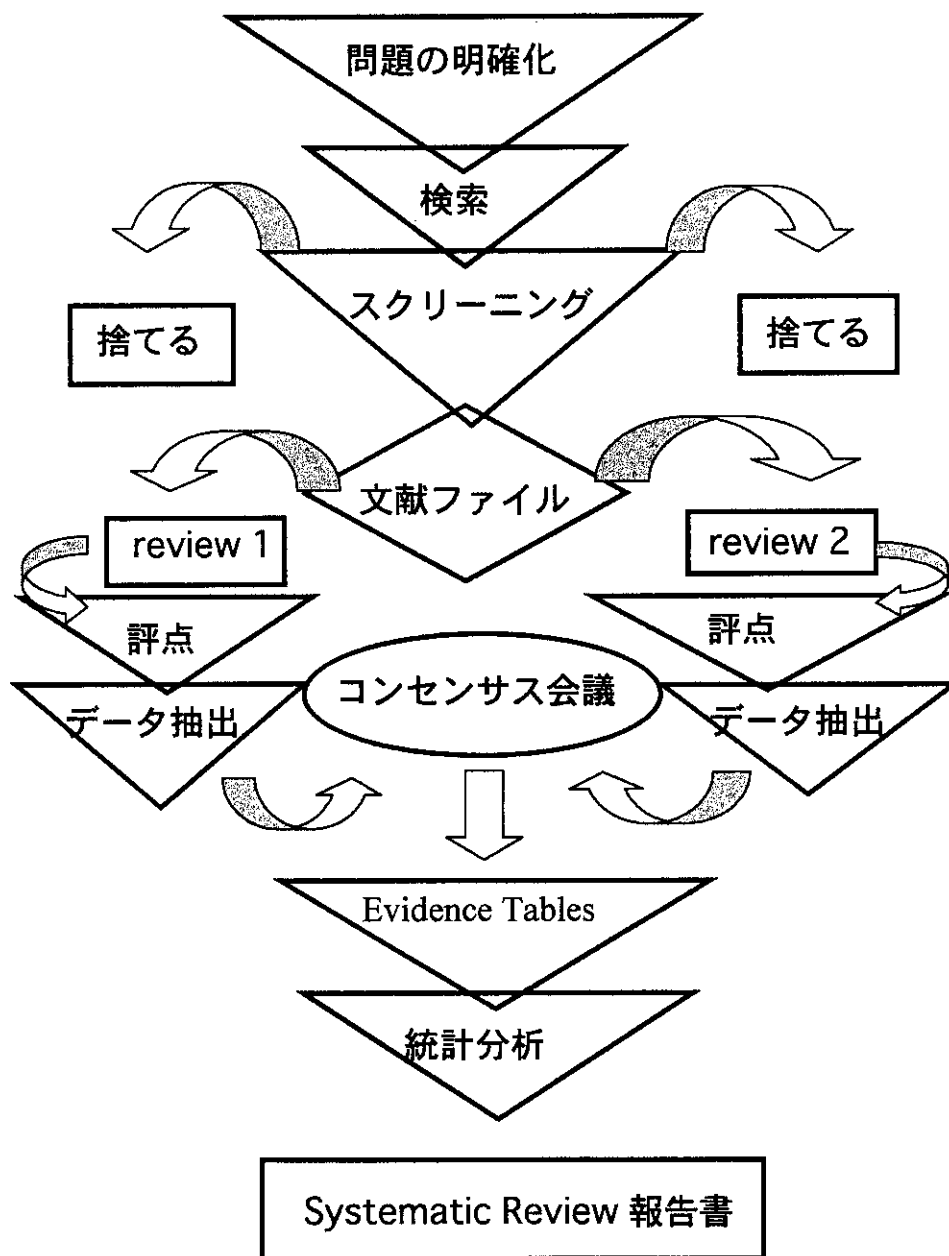 問題の明確化
検索
スクリーニング
捨てる
捨てる
文献ファイル
review 1
review 2
評点
評点
コンセンサス会議
データ抽出
データ抽出
Evidence Tables
統計分析
Systematic Review 報告書